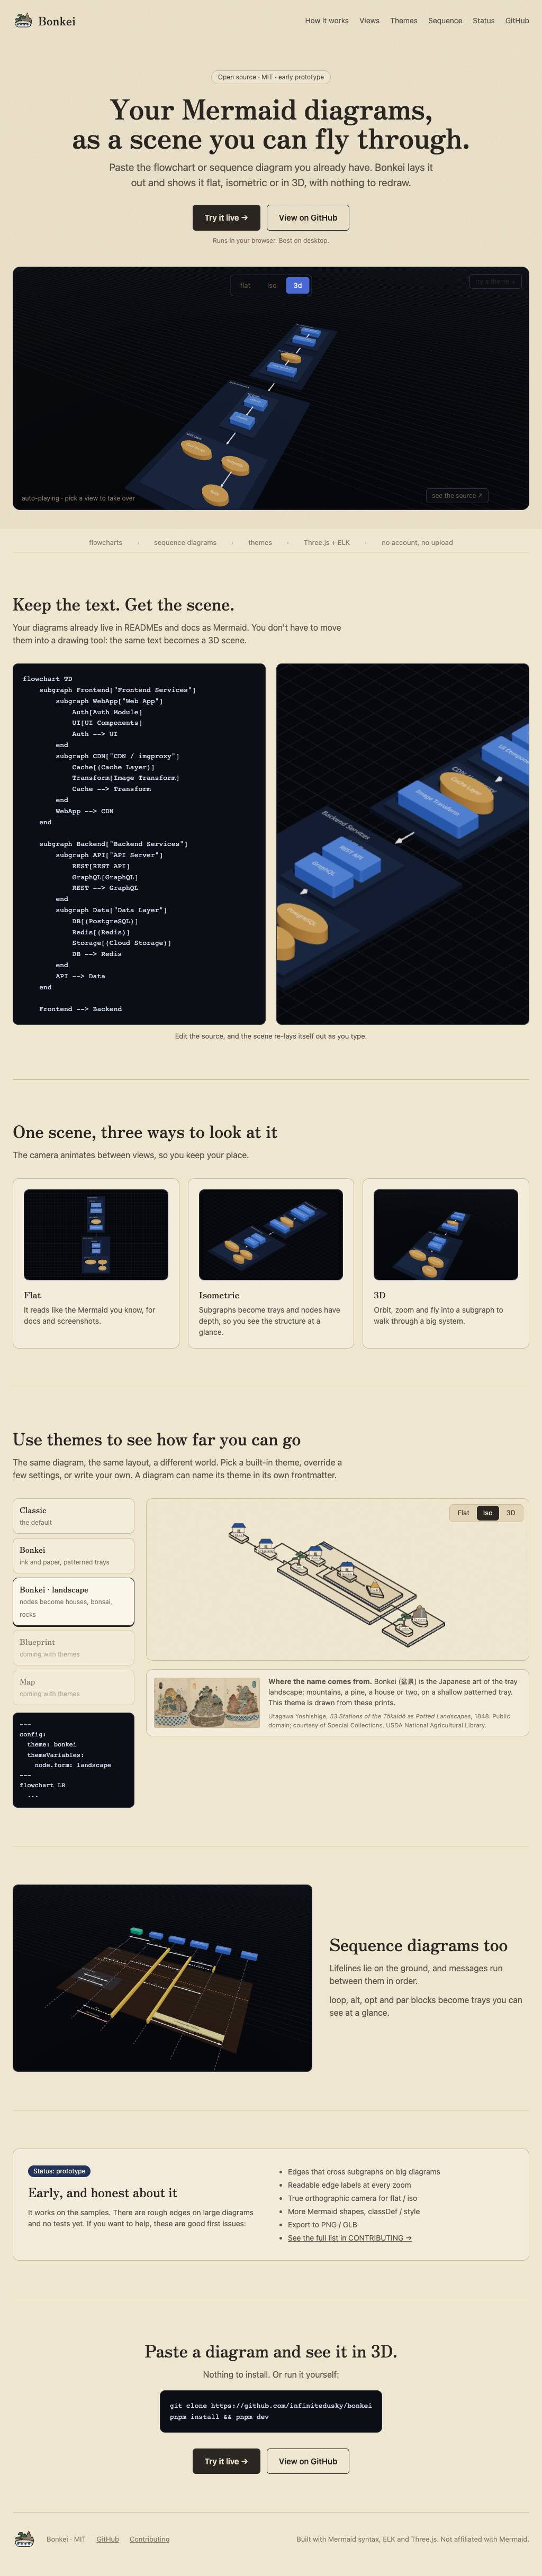 Bonkei
How it works
Views
Themes
Sequence
Status
GitHub
Open source · MIT · early prototype
Your Mermaid diagrams,
as a scene you can fly through.
Paste the flowchart or sequence diagram you already have. Bonkei lays it
out and shows it flat, isometric or in 3D, with nothing to redraw.
Try it live →
View on GitHub
Runs in your browser. Best on desktop.
flat
iso
3d
try a theme ↓
auto-playing · pick a view to take over
see the source ↗
flowcharts · sequence diagrams · themes · Three.js + ELK · no account, no upload
Keep the text. Get the scene.
Your diagrams already live in READMEs and docs as Mermaid. You don't have to move
them into a drawing tool: the same text becomes a 3D scene.
flowchart TD
subgraph Frontend["Frontend Services"]
subgraph WebApp["Web App"]
Auth[Auth Module]
UI[UI Components]
Auth --> UI
end
subgraph CDN["CDN / imgproxy"]
Cache[(Cache Layer)]
Transform[Image Transform]
Cache --> Transform
end
WebApp --> CDN
end
subgraph Backend["Backend Services"]
subgraph API["API Server"]
REST[REST API]
GraphQL[GraphQL]
REST --> GraphQL
end
subgraph Data["Data Layer"]
DB[(PostgreSQL)]
Redis[(Redis)]
Storage[(Cloud Storage)]
DB --> Redis
end
API --> Data
end
Frontend --> Backend
Cache Layer
Image Transform
Backend Services
REST API
GraphQL
PostgreSQL
Edit the source, and the scene re-lays itself out as you type.
One scene, three ways to look at it
The camera animates between views, so you keep your place.
Flat
It reads like the Mermaid you know, for
docs and screenshots.
Isometric
Subgraphs become trays and nodes have
depth, so you see the structure at a
glance.
3D
Orbit, zoom and fly into a subgraph to
walk through a big system.
Use themes to see how far you can go
The same diagram, the same layout, a different world. Pick a built-in theme, override a
few settings, or write your own. A diagram can name its theme in its own frontmatter.
Classic
the default
Bonkei
ink and paper, patterned trays
Bonkei · landscape
nodes become houses, bonsai,
rocks
Blueprint
coming with themes
Map
coming with themes
---
config:
theme: bonkei
themeVariables:
node.form: landscape
---
flowchart LR
...
Flat
Iso
3D
Where the name comes from. Bonkei (盆景) is the Japanese art of the tray
landscape: mountains, a pine, a house or two, on a shallow patterned tray.
This theme is drawn from these prints.
Utagawa Yoshishige, 53 Stations of the Tōkaidō as Potted Landscapes, 1848. Public
domain; courtesy of Special Collections, USDA National Agricultural Library.
Sequence diagrams too
Lifelines lie on the ground, and messages run
between them in order.
loop, alt, opt and par blocks become trays you can
see at a glance.
Status: prototype
Early, and honest about it
It works on the samples. There are rough edges on large diagrams
and no tests yet. If you want to help, these are good first issues:
• Edges that cross subgraphs on big diagrams
• Readable edge labels at every zoom
• True orthographic camera for flat / iso
• More Mermaid shapes, classDef / style
• Export to PNG / GLB
• See the full list in CONTRIBUTING →
Paste a diagram and see it in 3D.
Nothing to install. Or run it yourself:
git clone https://github.com/infinitedusky/bonkei
pnpm install && pnpm dev
Try it live →
View on GitHub
Bonkei · MIT
GitHub
Contributing
Built with Mermaid syntax, ELK and Three.js. Not affiliated with Mermaid.